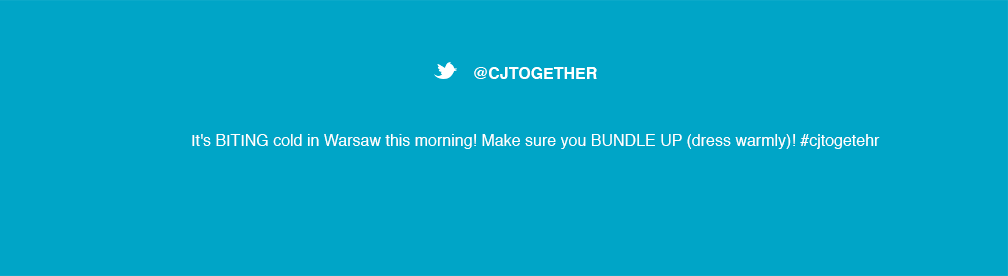 @CJTOGETHER
It's BITING cold in Warsaw this morning! Make sure you BUNDLE UP (dress warmly)! #cjtogetehr